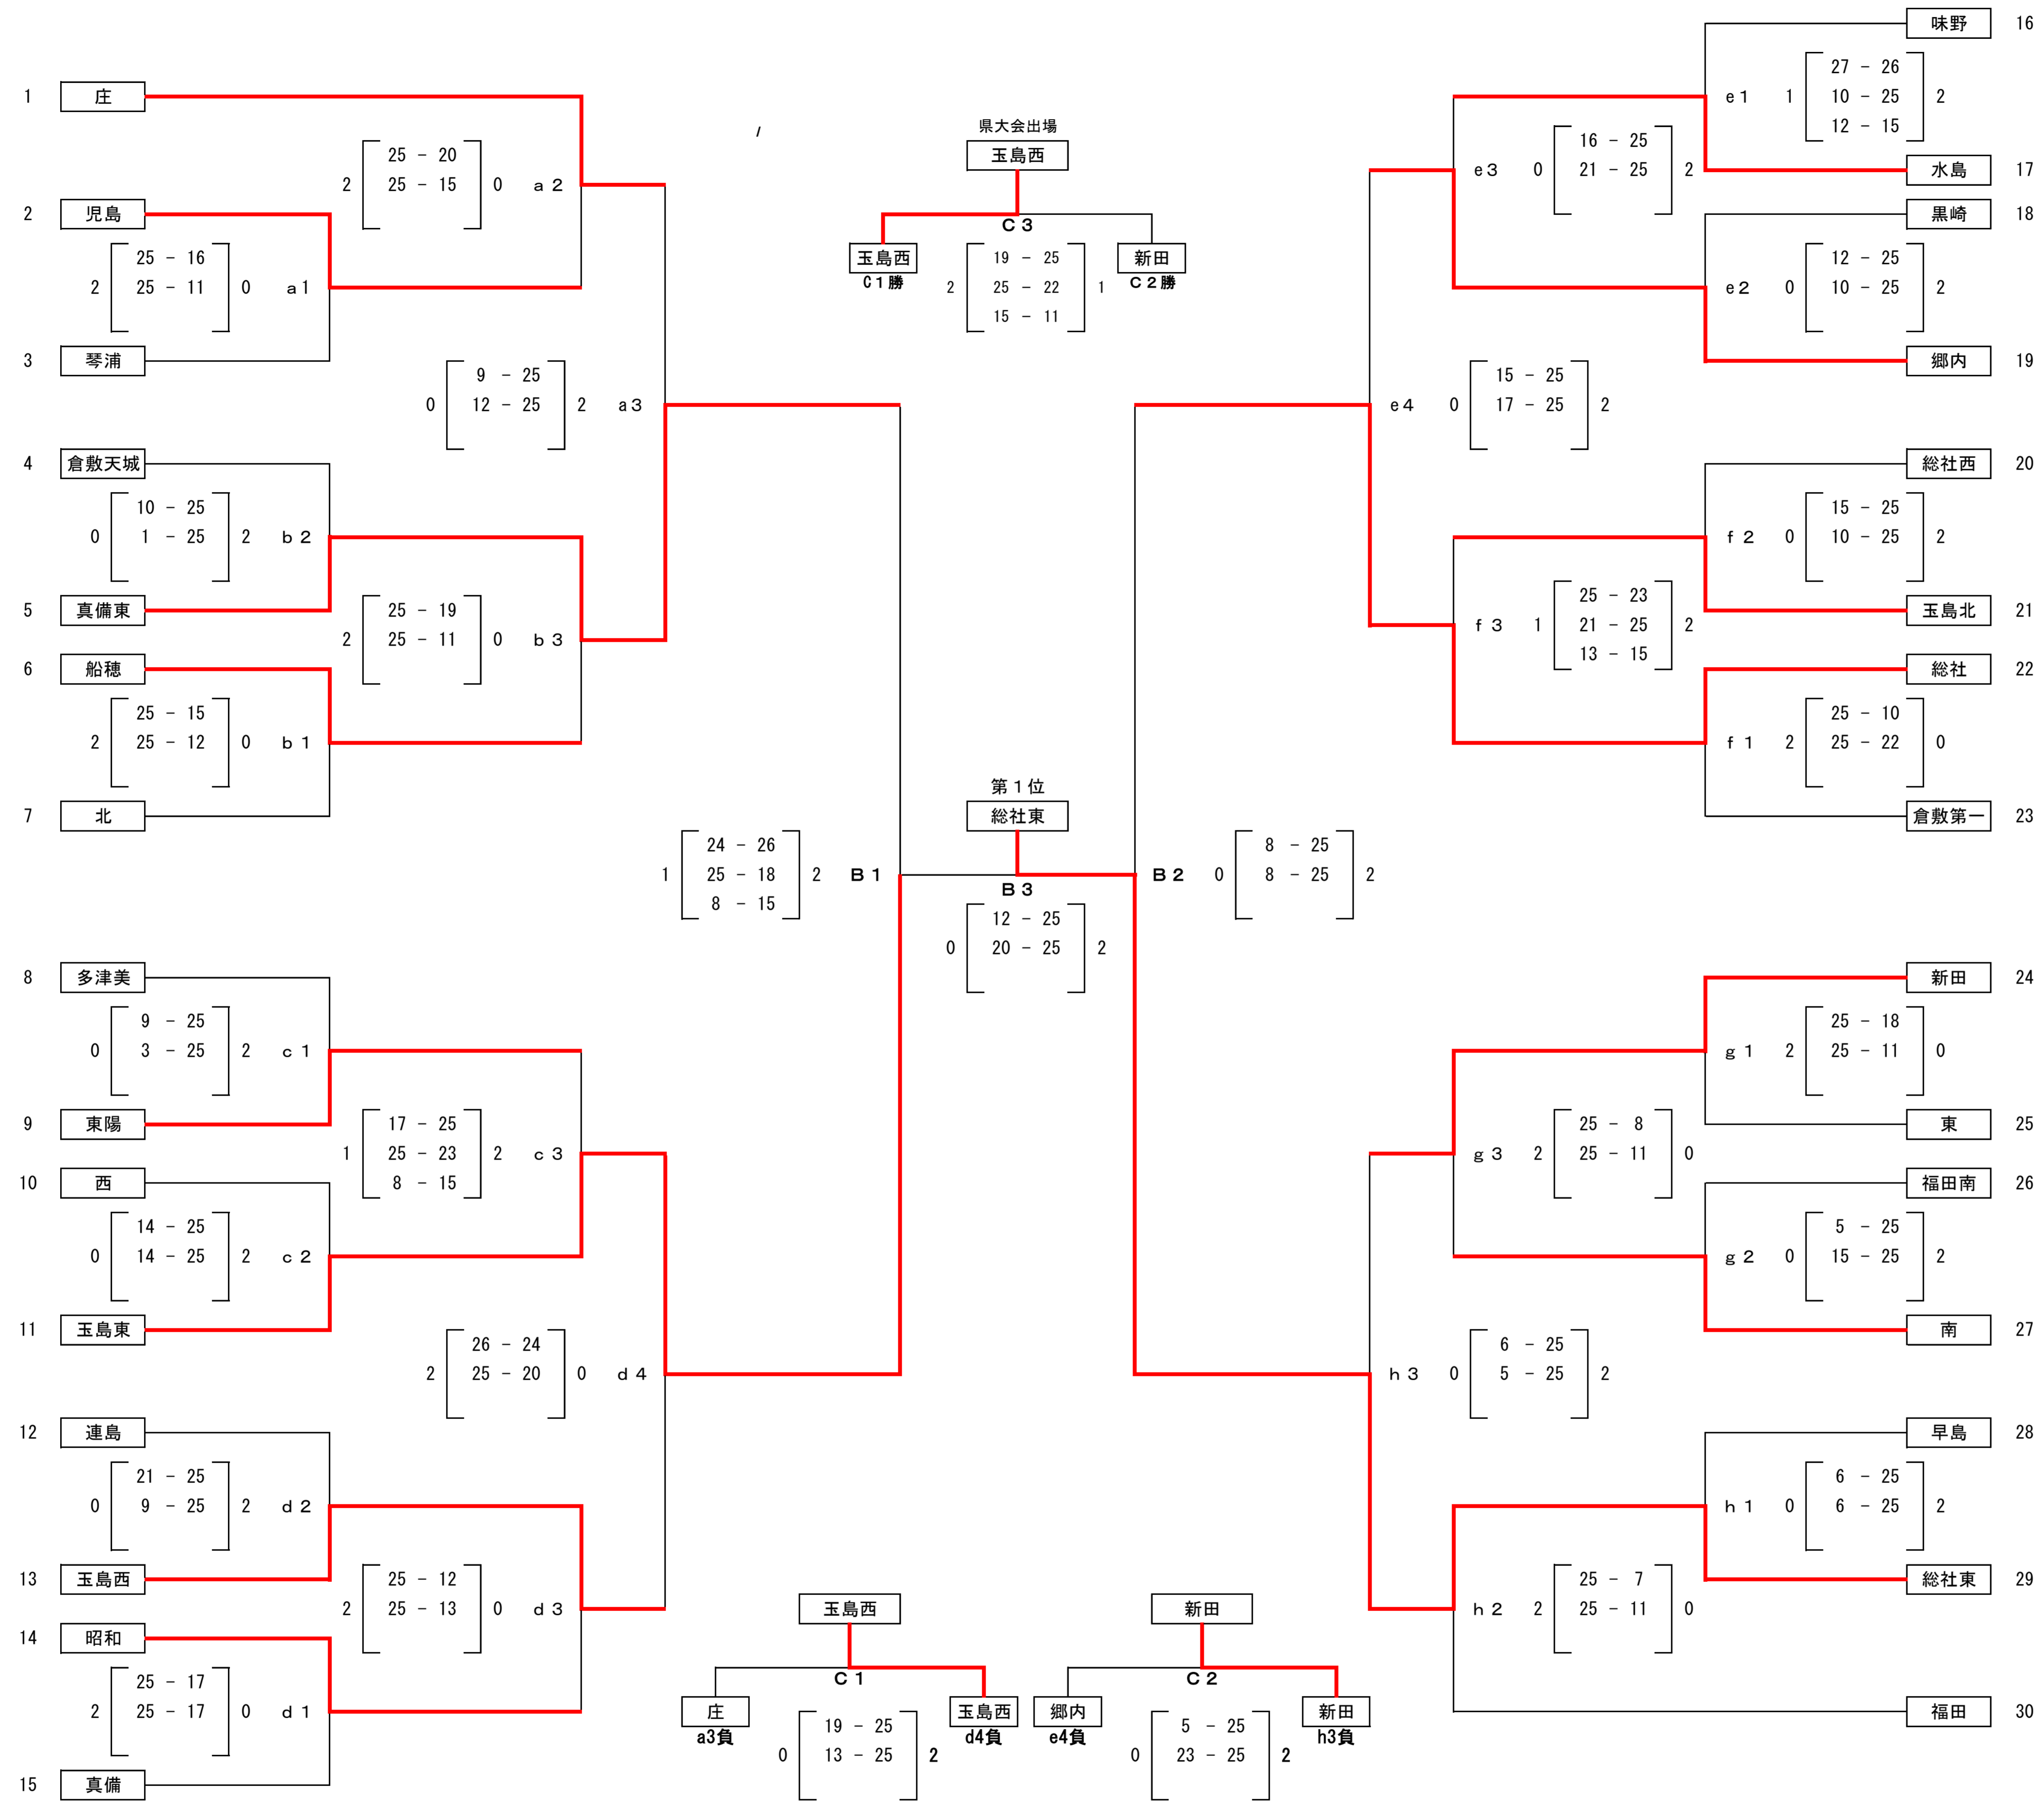 1 庄
25 - 20
2 25 - 15 0 a2
2 児島
25 - 16
2 25 - 11 0 a1
3 琴浦
9 - 25
0 12 - 25 2 a3
4 倉敷天城
10 - 25
0 1 - 25 2 b2
5 真備東
25 - 19
2 25 - 11 0 b3
6 船穂
25 - 15
2 25 - 12 0 b1
7 北
24 - 26
1 25 - 18 2 B1
8 - 15
8 多津美
9 - 25
0 3 - 25 2 c1
9 東陽
17 - 25
1 25 - 23 2 c3
8 - 15
10 西
14 - 25
0 14 - 25 2 c2
11 玉島東
26 - 24
2 25 - 20 0 d4
12 連島
21 - 25
0 9 - 25 2 d2
13 玉島西
25 - 12
2 25 - 13 0 d3
14 昭和
25 - 17
2 25 - 17 0 d1
15 真備
/
県大会出場
玉島西
C3
玉島西 新田
C1勝 C2勝
19 - 25
2 25 - 22 1
15 - 11
第1位
総社東
B3
12 - 25
0 20 - 25 2
玉島西
C1
庄 玉島西
a3負 d4負
19 - 25
0 13 - 25 2
新田
C2
郷内 新田
e4負 h3負
5 - 25
0 23 - 25 2
味野 16
27 - 26
e1 1 10 - 25 2
12 - 15
16 - 25
e3 0 21 - 25 2
水島 17
黒崎 18
12 - 25
e2 0 10 - 25 2
郷内 19
15 - 25
e4 0 17 - 25 2
総社西 20
15 - 25
f2 0 10 - 25 2
玉島北 21
25 - 23
f3 1 21 - 25 2
13 - 15
総社 22
25 - 10
f1 2 25 - 22 0
倉敷第一 23
8 - 25
B2 0 8 - 25 2
新田 24
25 - 18
g1 2 25 - 11 0
東 25
25 - 8
g3 2 25 - 11 0
福田南 26
5 - 25
g2 0 15 - 25 2
南 27
6 - 25
h3 0 5 - 25 2
早島 28
6 - 25
h1 0 6 - 25 2
総社東 29
25 - 7
h2 2 25 - 11 0
福田 30